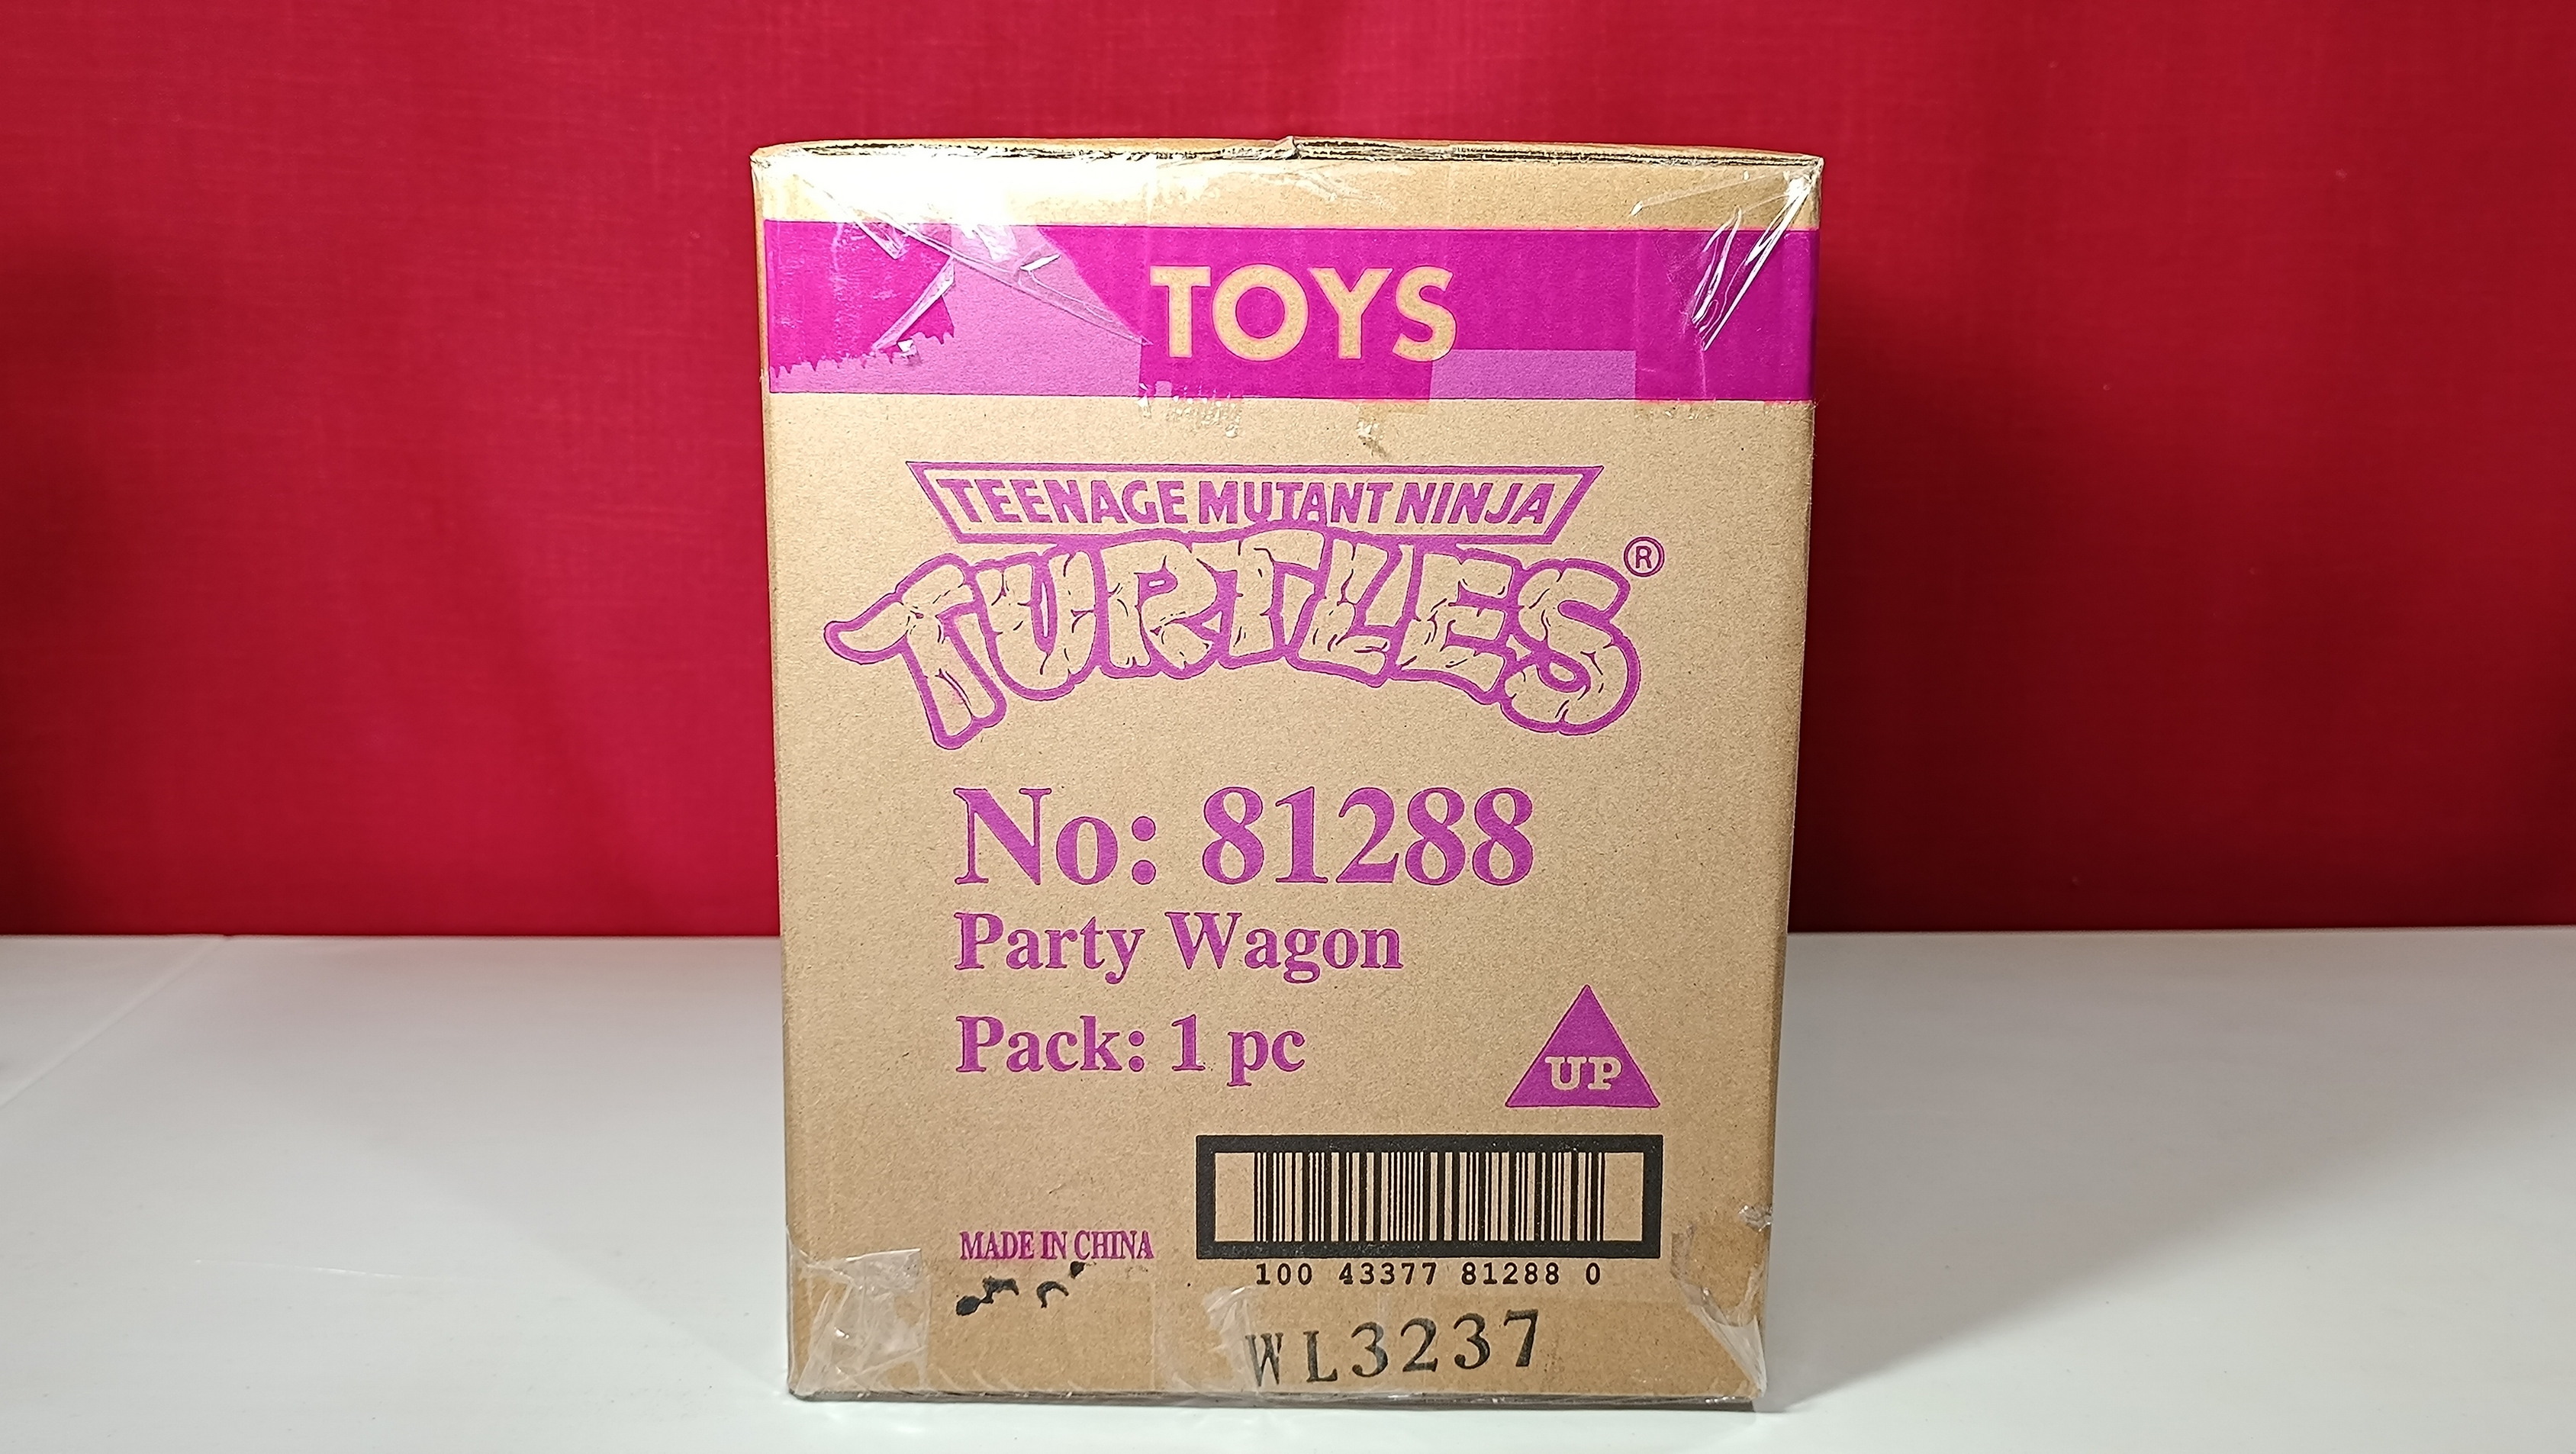 TOYS
TEENAGE MUTANT NINJA
TURTLES®
No: 81288
Party Wagon
Pack: 1 pc
UP
MADE IN CHINA
100 43377 81288 0
WL3237